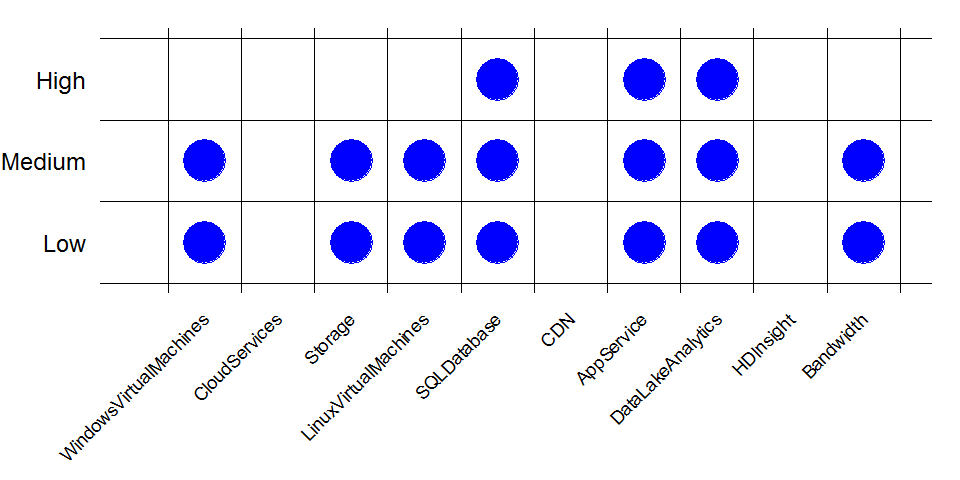 High
Medium
Low
WindowsVirtualMachines
CloudServices
Storage
LinuxVirtualMachines
SQLDatabase
CDN
AppService
DataLakeAnalytics
HDInsight
Bandwidth